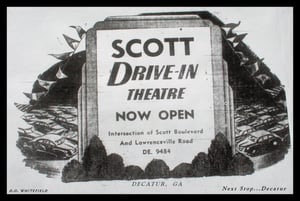 SCOTT
DRIVE-IN
THEATRE
NOW OPEN
Intersection of Scott Boulevard
And Lawrenceville Road
DE. 9484
D.O. WHITEFIELD
DECATUR, GA
Next Stop...Decatur